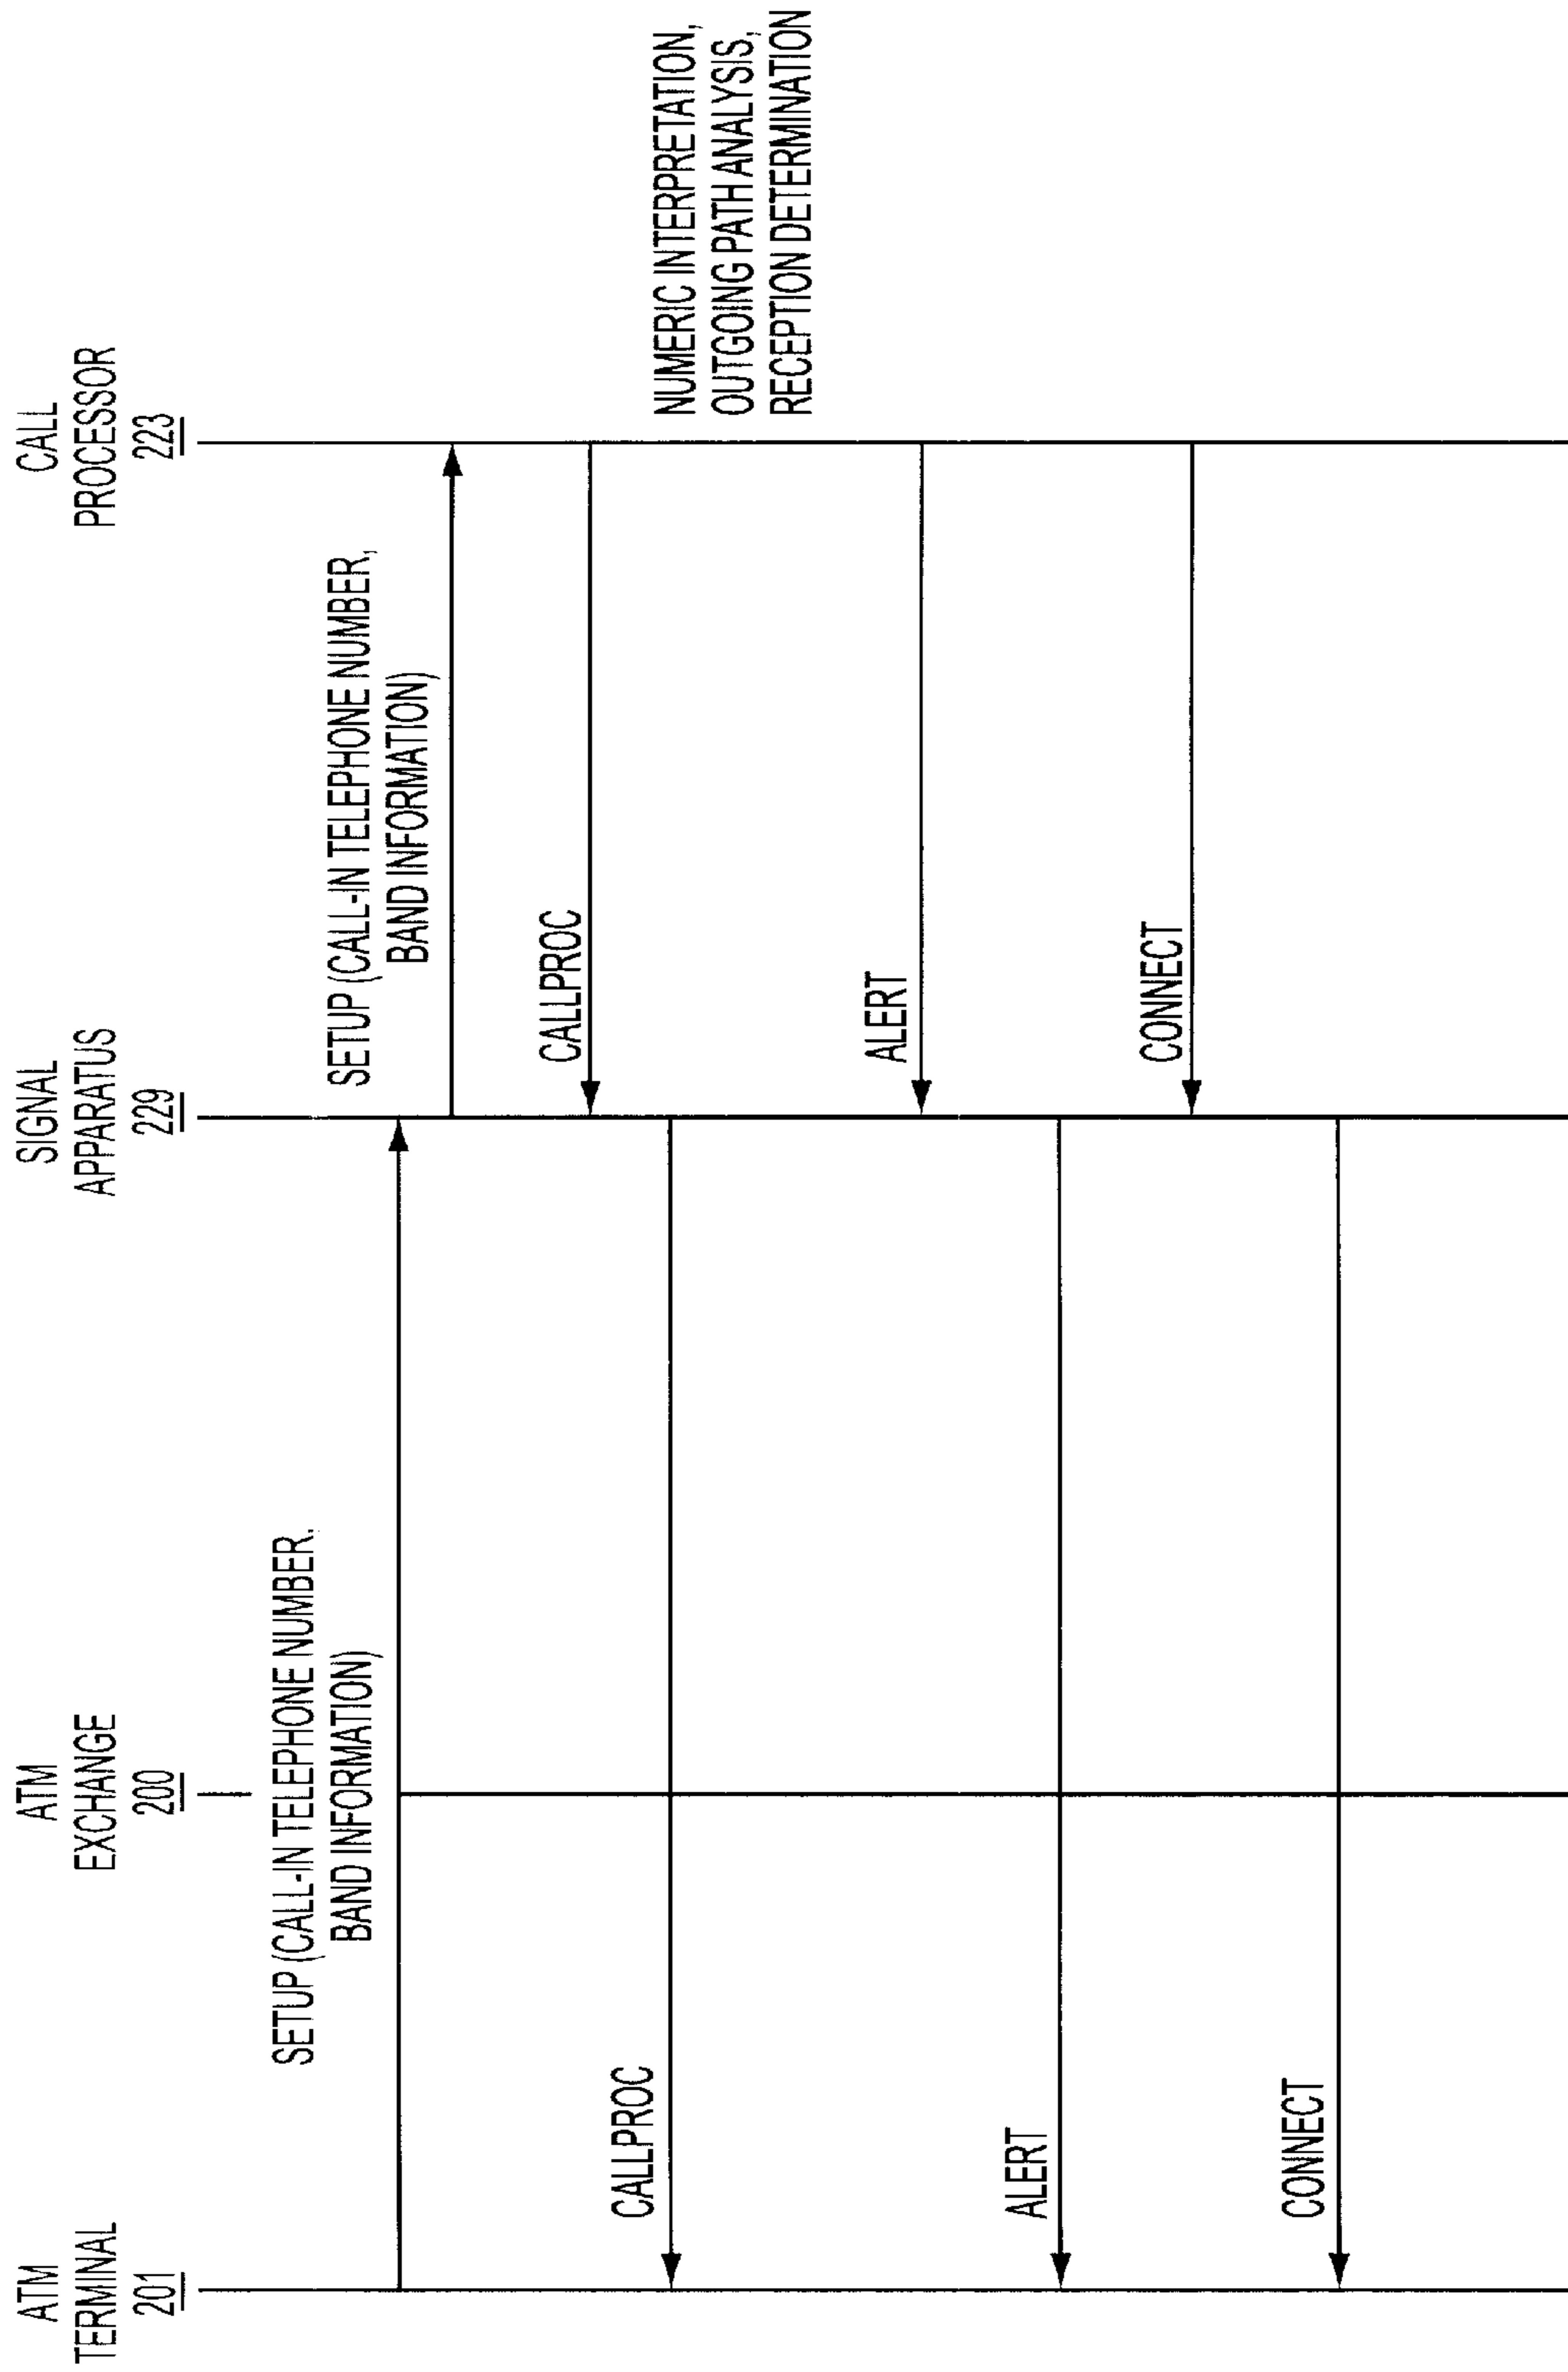 ATM
TERMINAL
201
ATM
EXCHANGE
200
SIGNAL
APPARATUS
229
CALL
PROCESSOR
223
SETUP (CALL-IN TELEPHONE NUMBER,
BAND INFORMATION)
SETUP (CALL-IN TELEPHONE NUMBER,
BAND INFORMATION)
CALLPROC
CALLPROC
NUMERIC INTERPRETATION,
OUTGOING PATH ANALYSIS,
RECEPTION DETERMINATION
ALERT
ALERT
CONNECT
CONNECT